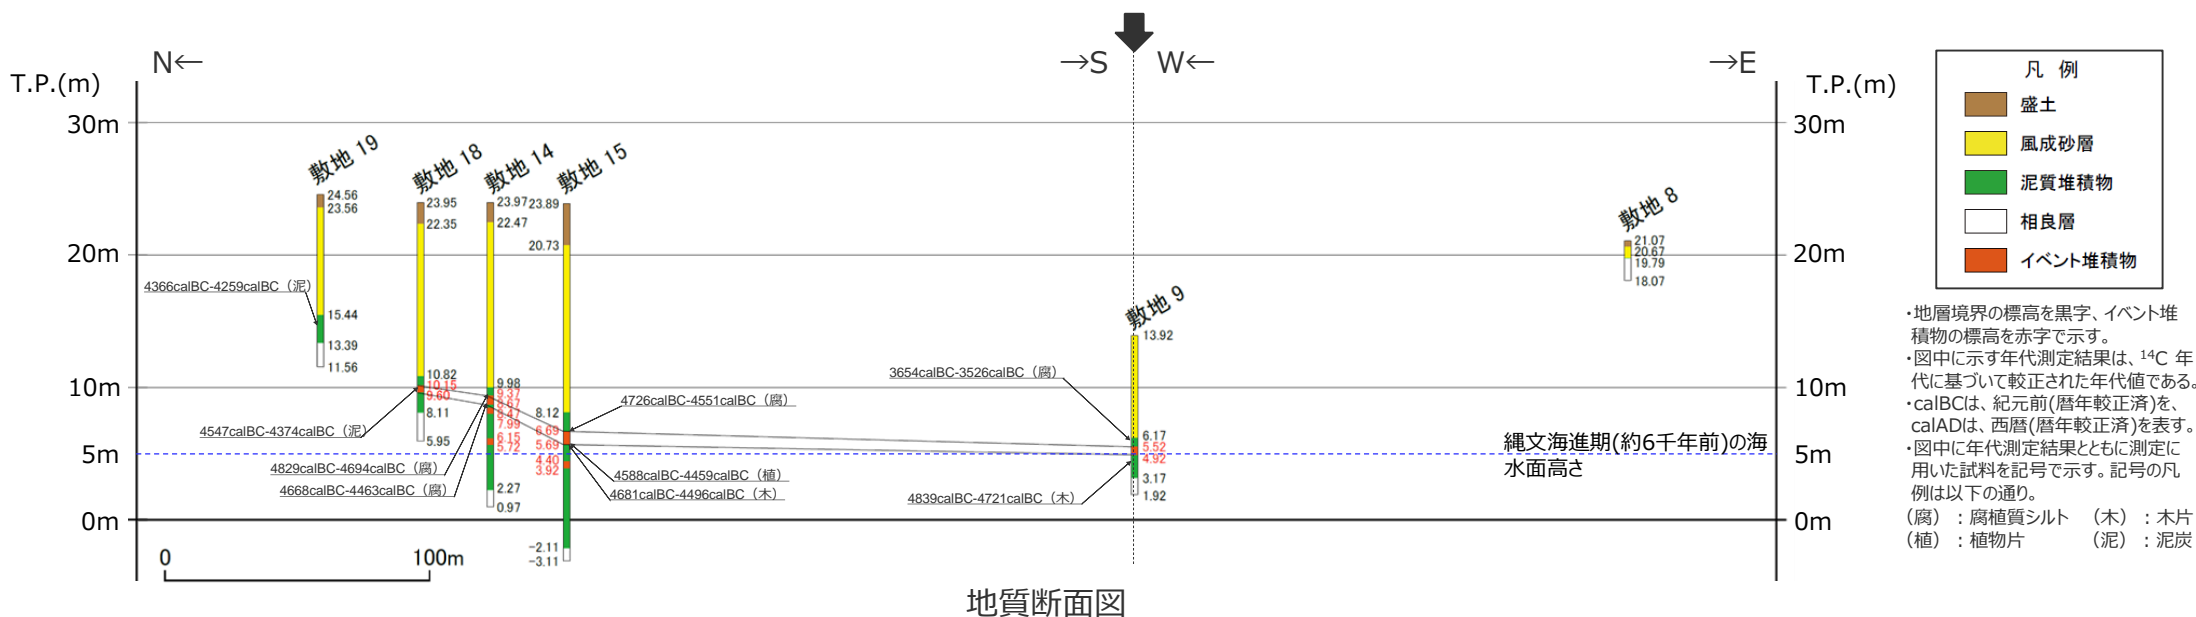 N←
→S
W←
→E
T.P.(m)
T.P.(m)
30m
20m
10m
5m
0m
30m
20m
10m
5m
0m
敷地 19
24.56
23.56
15.44
13.39
11.56
4366calBC-4259calBC（泥）
敷地 18
23.95
22.35
10.82
10.15
9.60
8.11
5.95
4547calBC-4374calBC（泥）
敷地 14
23.97
22.47
9.98
9.37
8.67
8.47
7.99
6.15
5.72
2.27
0.97
4829calBC-4694calBC（腐）
4668calBC-4463calBC（腐）
敷地 15
23.89
20.73
8.12
6.69
5.69
4.40
3.92
-2.11
-3.11
4726calBC-4551calBC（腐）
4588calBC-4459calBC（植）
4681calBC-4496calBC（木）
敷地 9
13.92
6.17
5.52
4.92
3.17
1.92
3654calBC-3526calBC（腐）
4839calBC-4721calBC（木）
敷地 8
21.07
20.67
19.79
18.07
縄文海進期(約6千年前)の海
水面高さ
0
100m
地質断面図
凡 例
盛土
風成砂層
泥質堆積物
相良層
イベント堆積物
・地層境界の標高を黒字、イベント堆
積物の標高を赤字で示す。
・図中に示す年代測定結果は、14C 年
代に基づいて較正された年代値である。
・calBCは、紀元前(暦年較正済)を、
calADは、西暦(暦年較正済)を表す。
・図中に年代測定結果とともに測定に
用いた試料を記号で示す。記号の凡
例は以下の通り。
（腐）：腐植質シルト （木）：木片
（植）：植物片 （泥）：泥炭